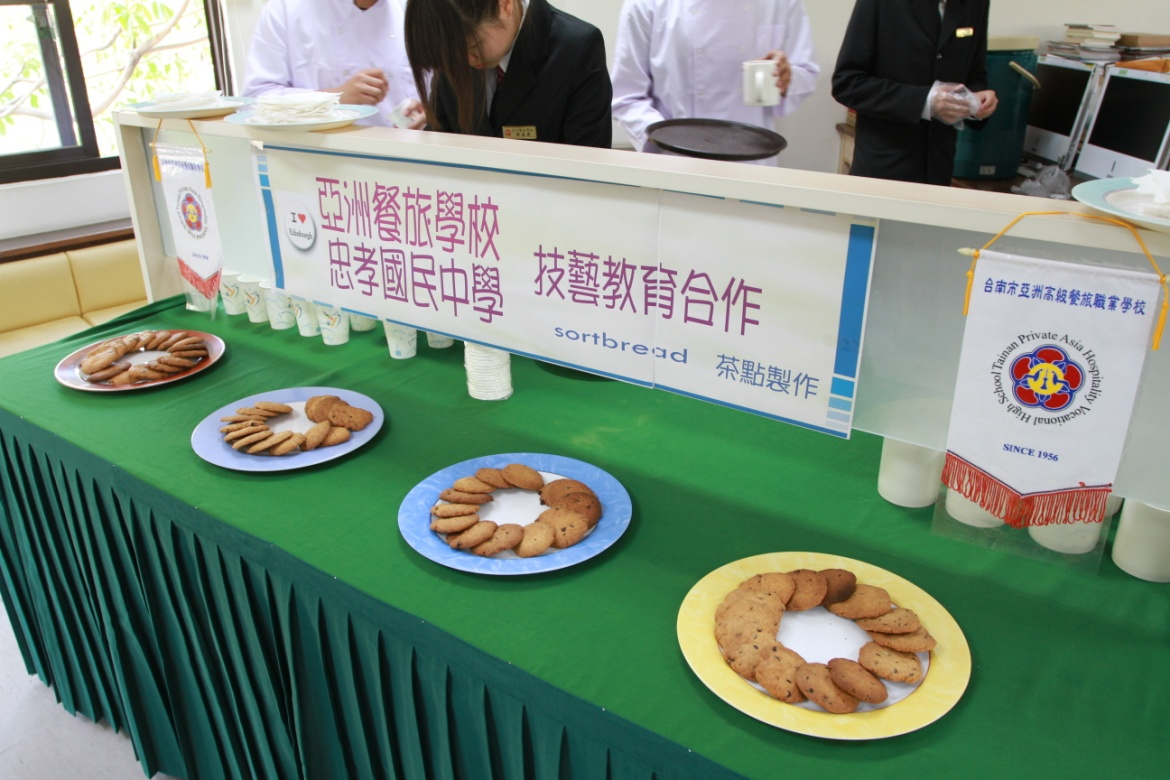 I ❤
Edinburgh
亞洲餐旅學校
忠孝國民中學
技藝教育合作
sortbread 茶點製作
台南市亞洲高級餐旅職業學校
Tainan Private Asia Hospitality Vocational High School
SINCE 1956